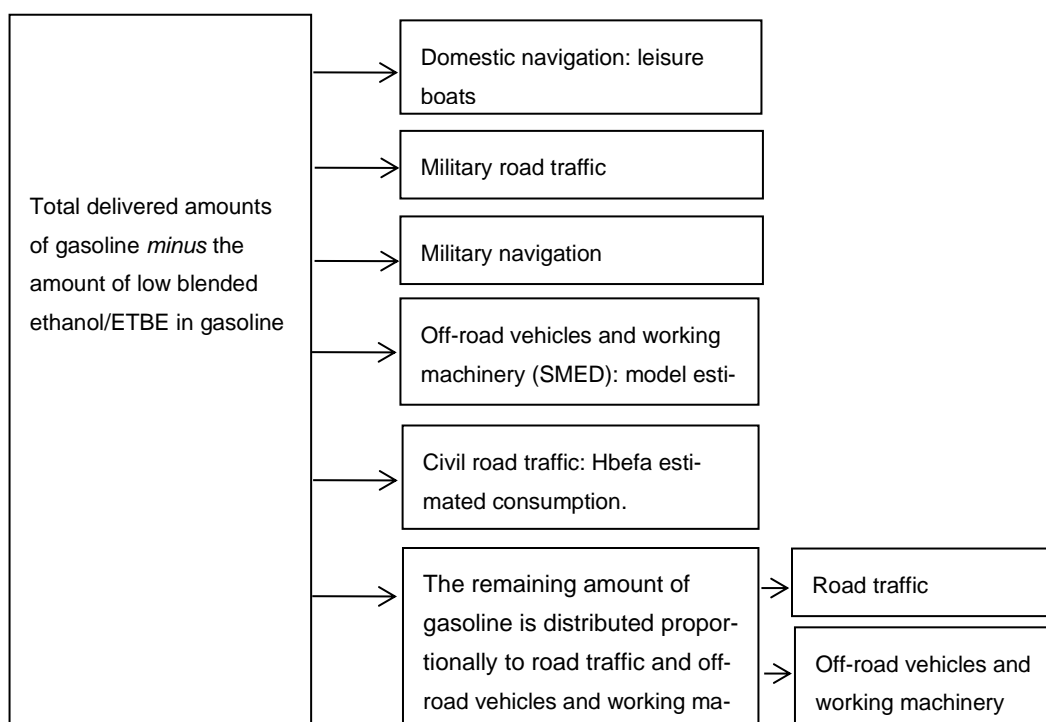 Total delivered amounts
of gasoline minus the
amount of low blended
ethanol/ETBE in gasoline
Domestic navigation: leisure
boats
Military road traffic
Military navigation
Off-road vehicles and working
machinery (SMED): model esti-
Civil road traffic: Hbefa esti-
mated consumption.
The remaining amount of
gasoline is distributed propor-
tionally to road traffic and off-
road vehicles and working ma-
Road traffic
Off-road vehicles and
working machinery